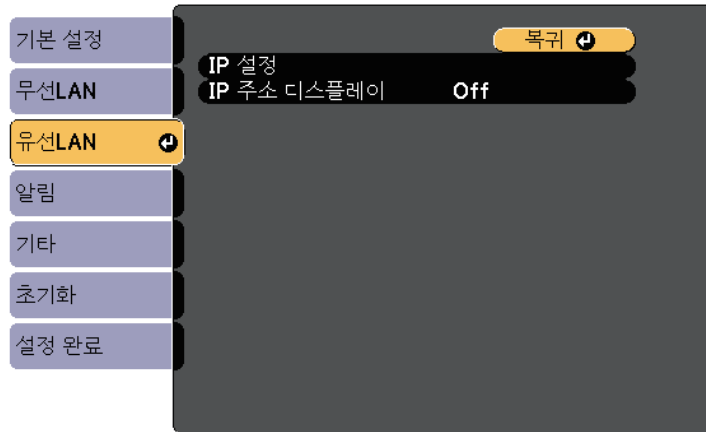 기본 설정
무선LAN
유선LAN
알림
기타
초기화
설정 완료
복귀
IP 설정
IP 주소 디스플레이 Off